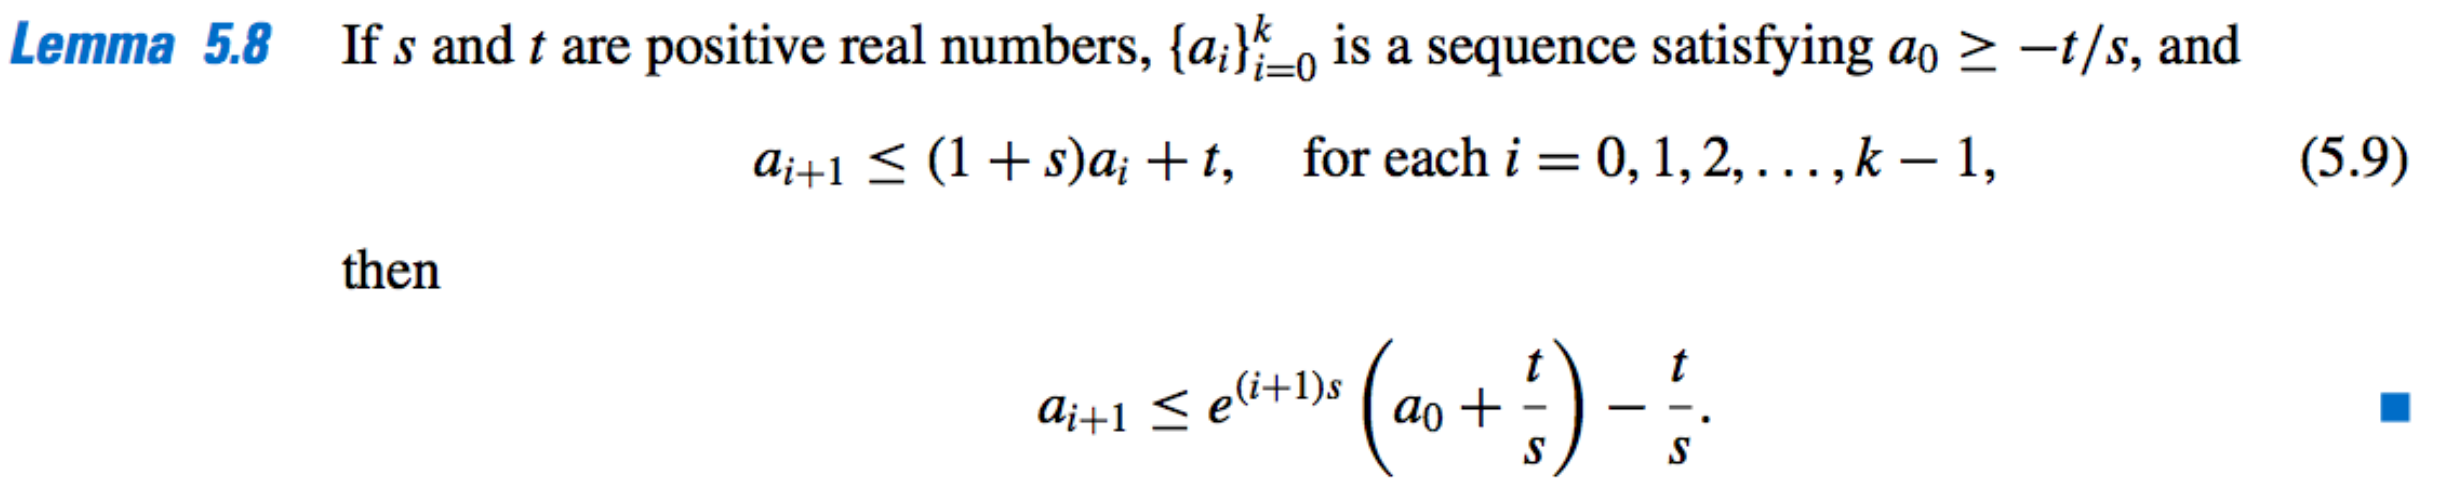 Lemma 5.8 If s and t are positive real numbers, {a_i}_{i=0}^k is a sequence satisfying a_0 ≥ −t/s, and
a_{i+1} ≤ (1 + s)a_i + t, for each i = 0, 1, 2, . . . , k − 1, (5.9)
then
a_{i+1} ≤ e^{(i+1)s} (a_0 + t/s) − t/s. ■